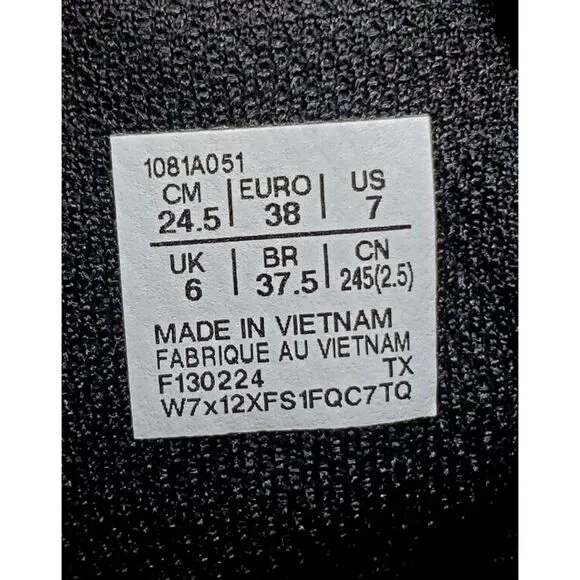 1081A051
CM | EURO | US
24.5 | 38 | 7
UK | BR | CN
6 | 37.5 | 245(2.5)
MADE IN VIETNAM
FABRIQUE AU VIETNAM
F130224 TX
W7x12XFS1FQC7TQ